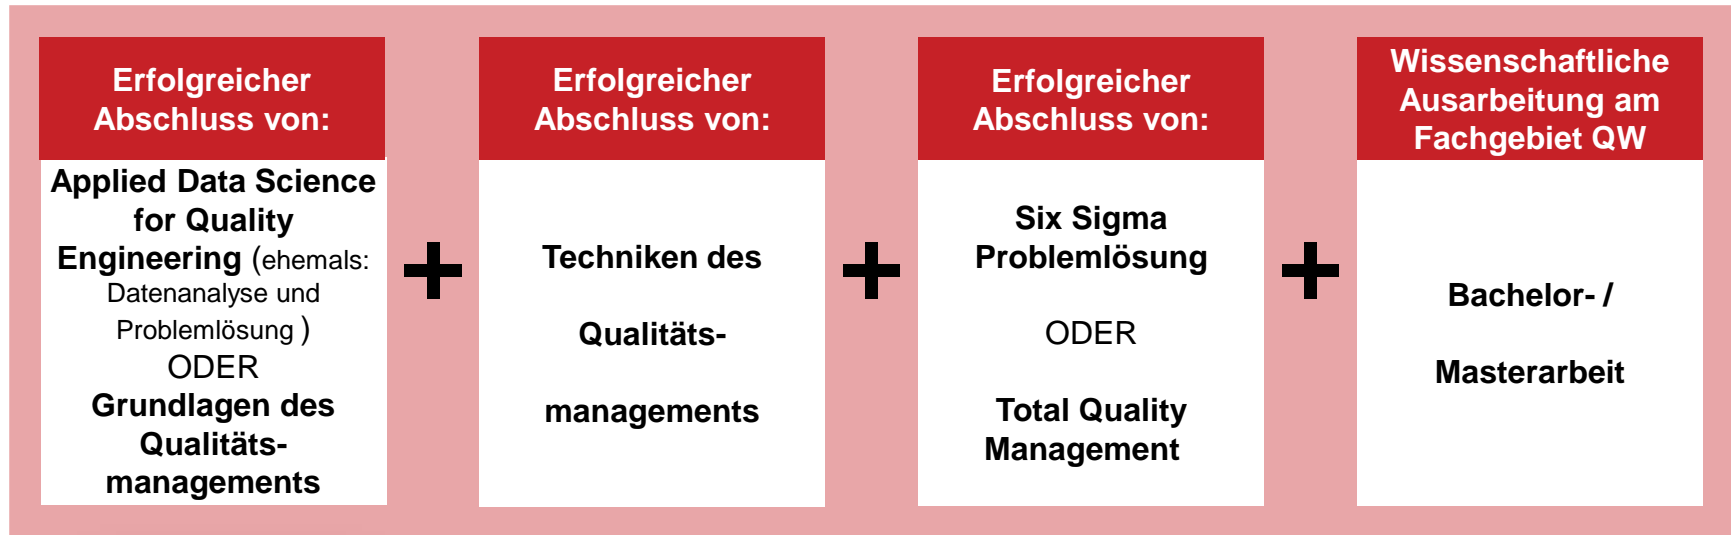 Erfolgreicher
Abschluss von:
Applied Data Science
for Quality
Engineering (ehemals:
Datenanalyse und
Problemlösung )
ODER
Grundlagen des
Qualitäts-
managements
+
Erfolgreicher
Abschluss von:
Techniken des
Qualitäts-
managements
+
Erfolgreicher
Abschluss von:
Six Sigma
Problemlösung
ODER
Total Quality
Management
+
Wissenschaftliche
Ausarbeitung am
Fachgebiet QW
Bachelor- /
Masterarbeit